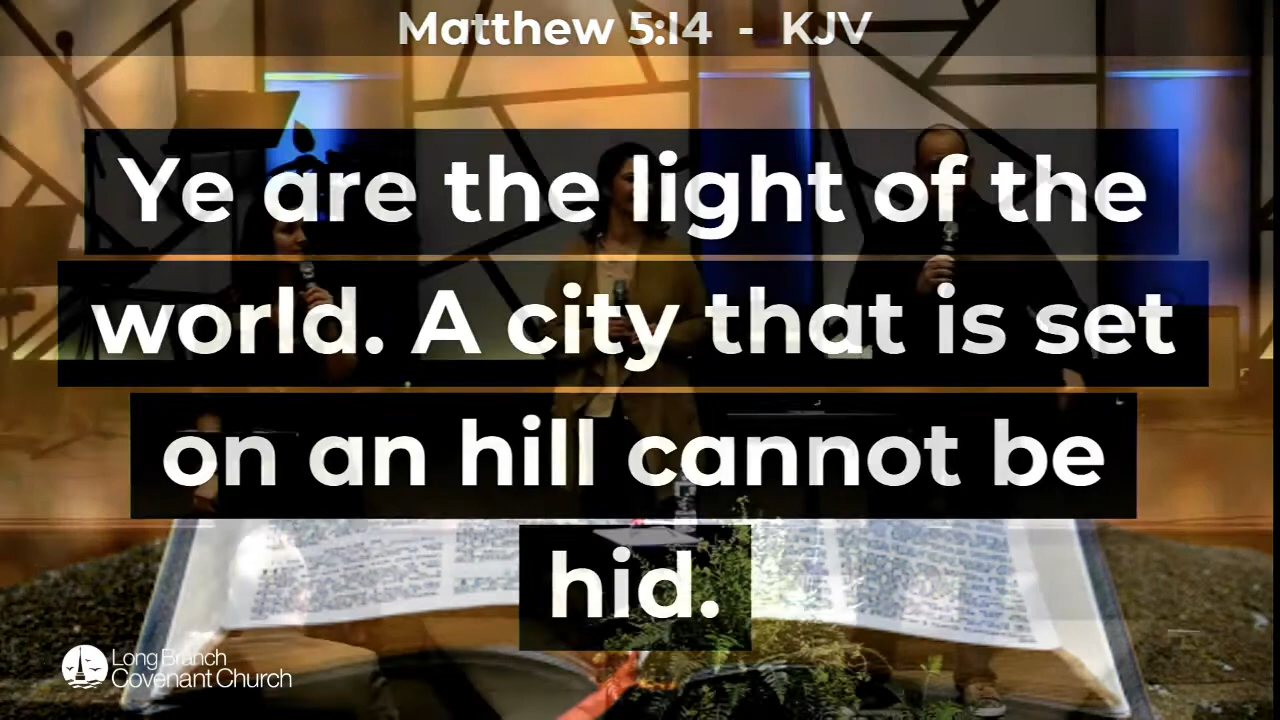 Matthew 5:14 - KJV
Ye are the light of the
world. A city that is set
on an hill cannot be
hid.
Long Branch
Covenant Church